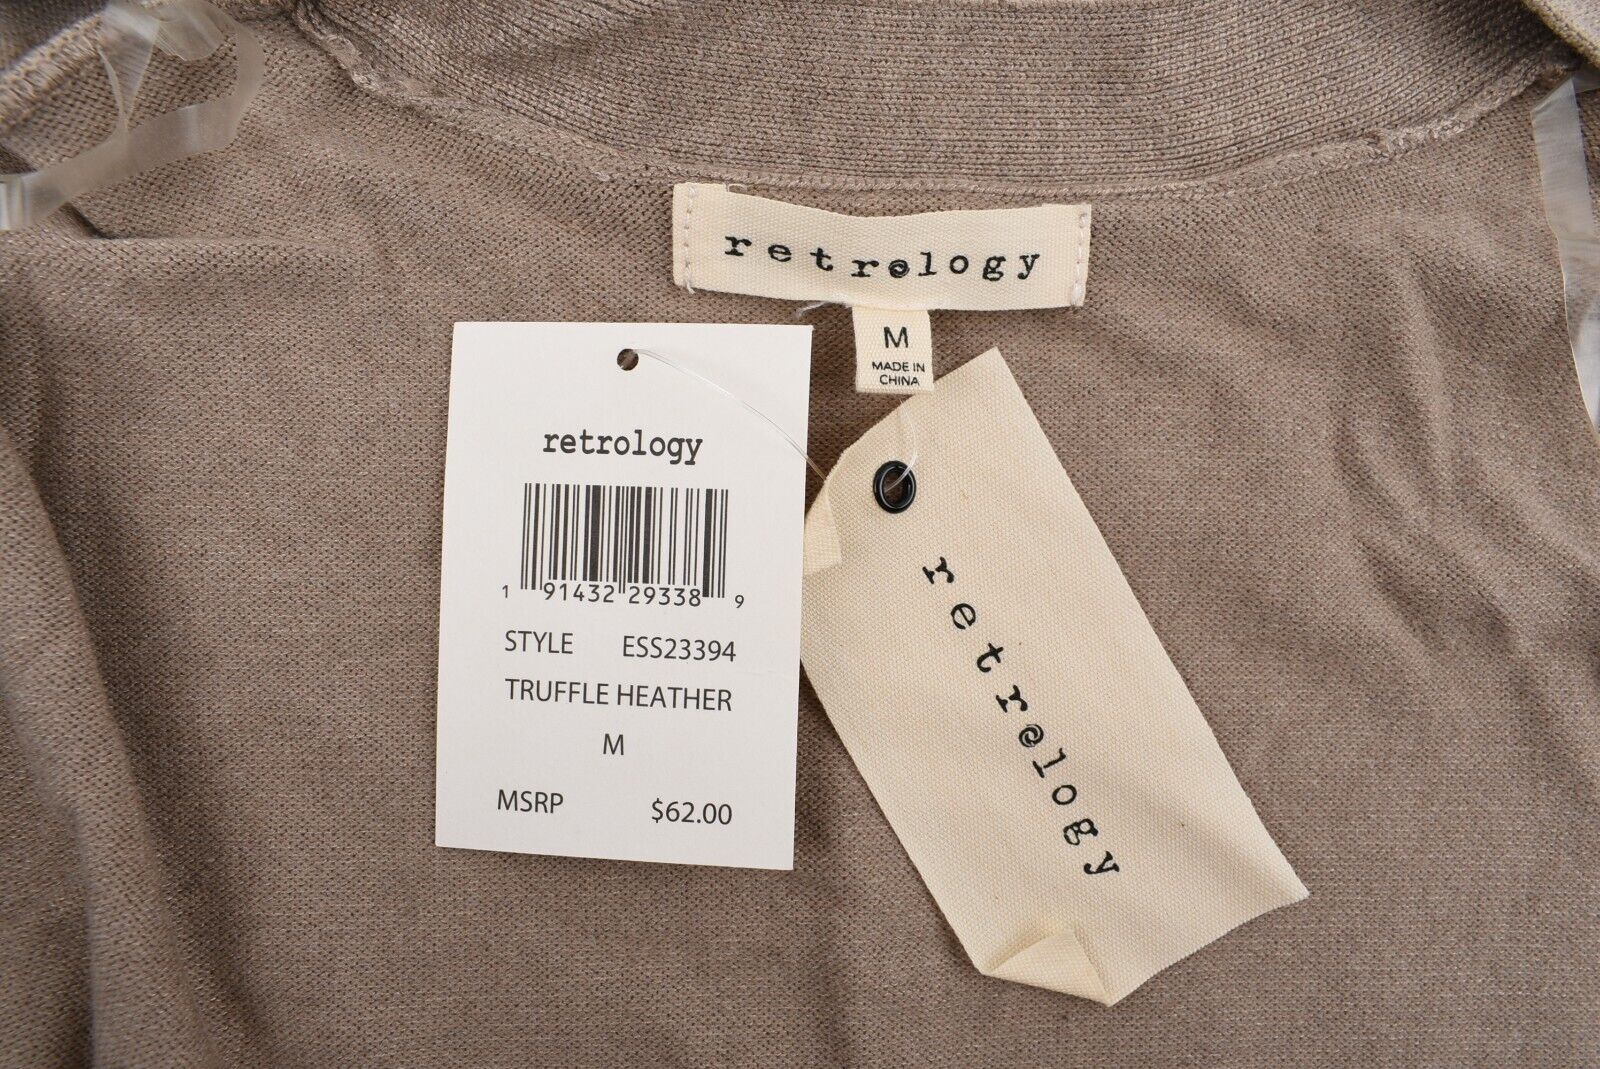 retrology
M
MADE IN
CHINA
retrology
1 91432 29338 9
STYLE ESS23394
TRUFFLE HEATHER
M
MSRP $62.00
retrology